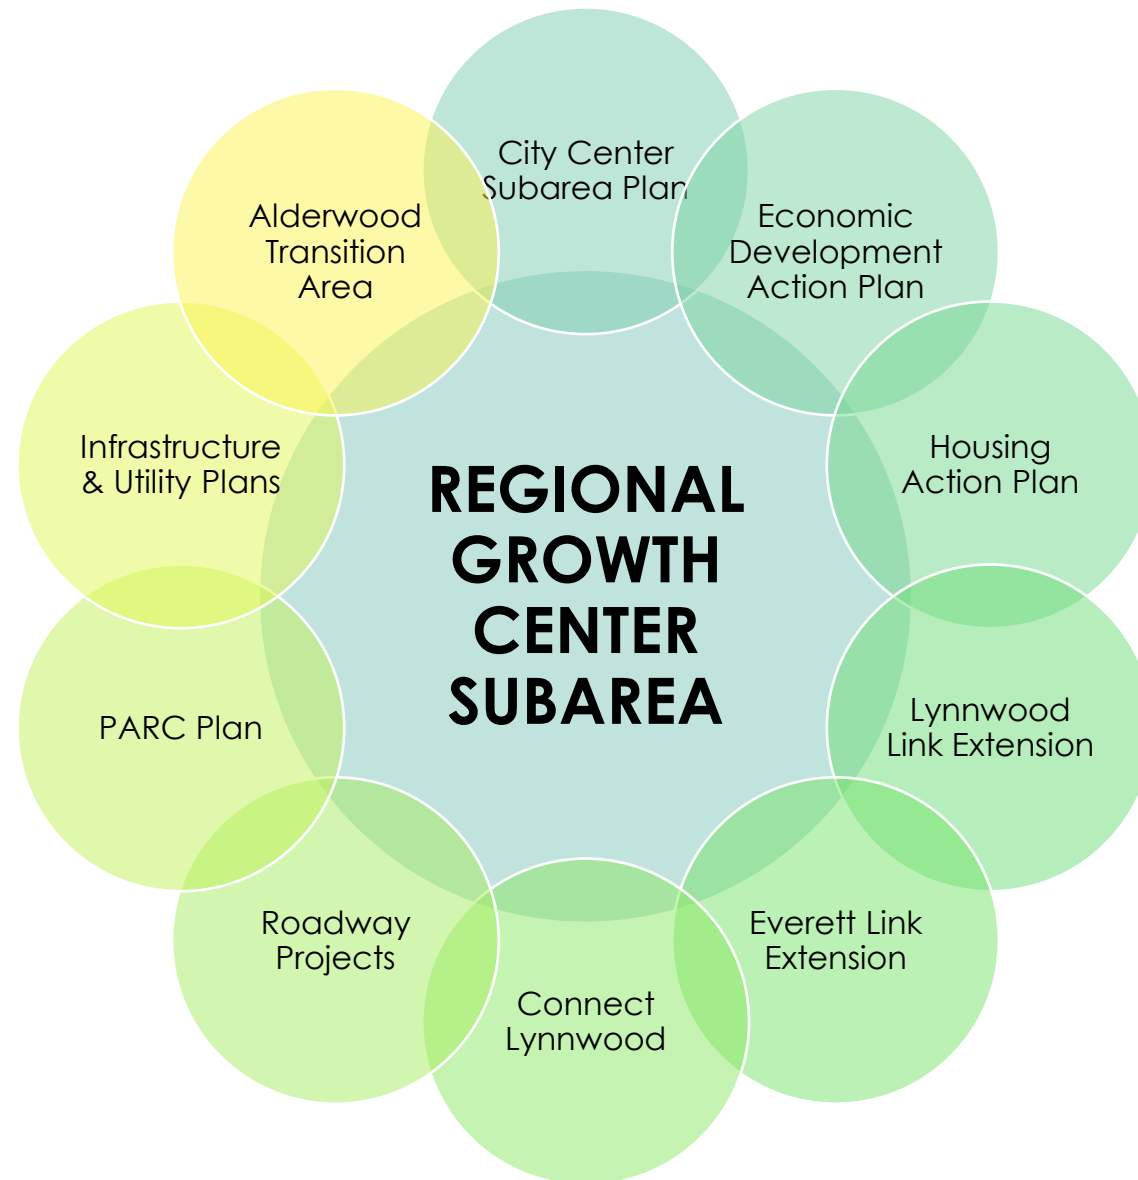 City Center
Subarea Plan
Economic
Development
Action Plan
Housing
Action Plan
Lynnwood
Link Extension
Everett Link
Extension
Connect
Lynnwood
Roadway
Projects
PARC Plan
Infrastructure
& Utility Plans
Alderwood
Transition
Area
REGIONAL
GROWTH
CENTER
SUBAREA